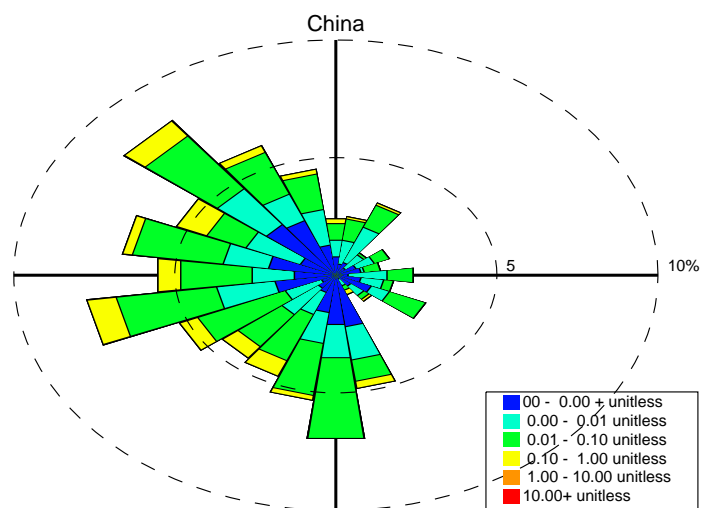 China
5
10%
00 - 0.00 + unitless
0.00 - 0.01 unitless
0.01 - 0.10 unitless
0.10 - 1.00 unitless
1.00 - 10.00 unitless
10.00+ unitless